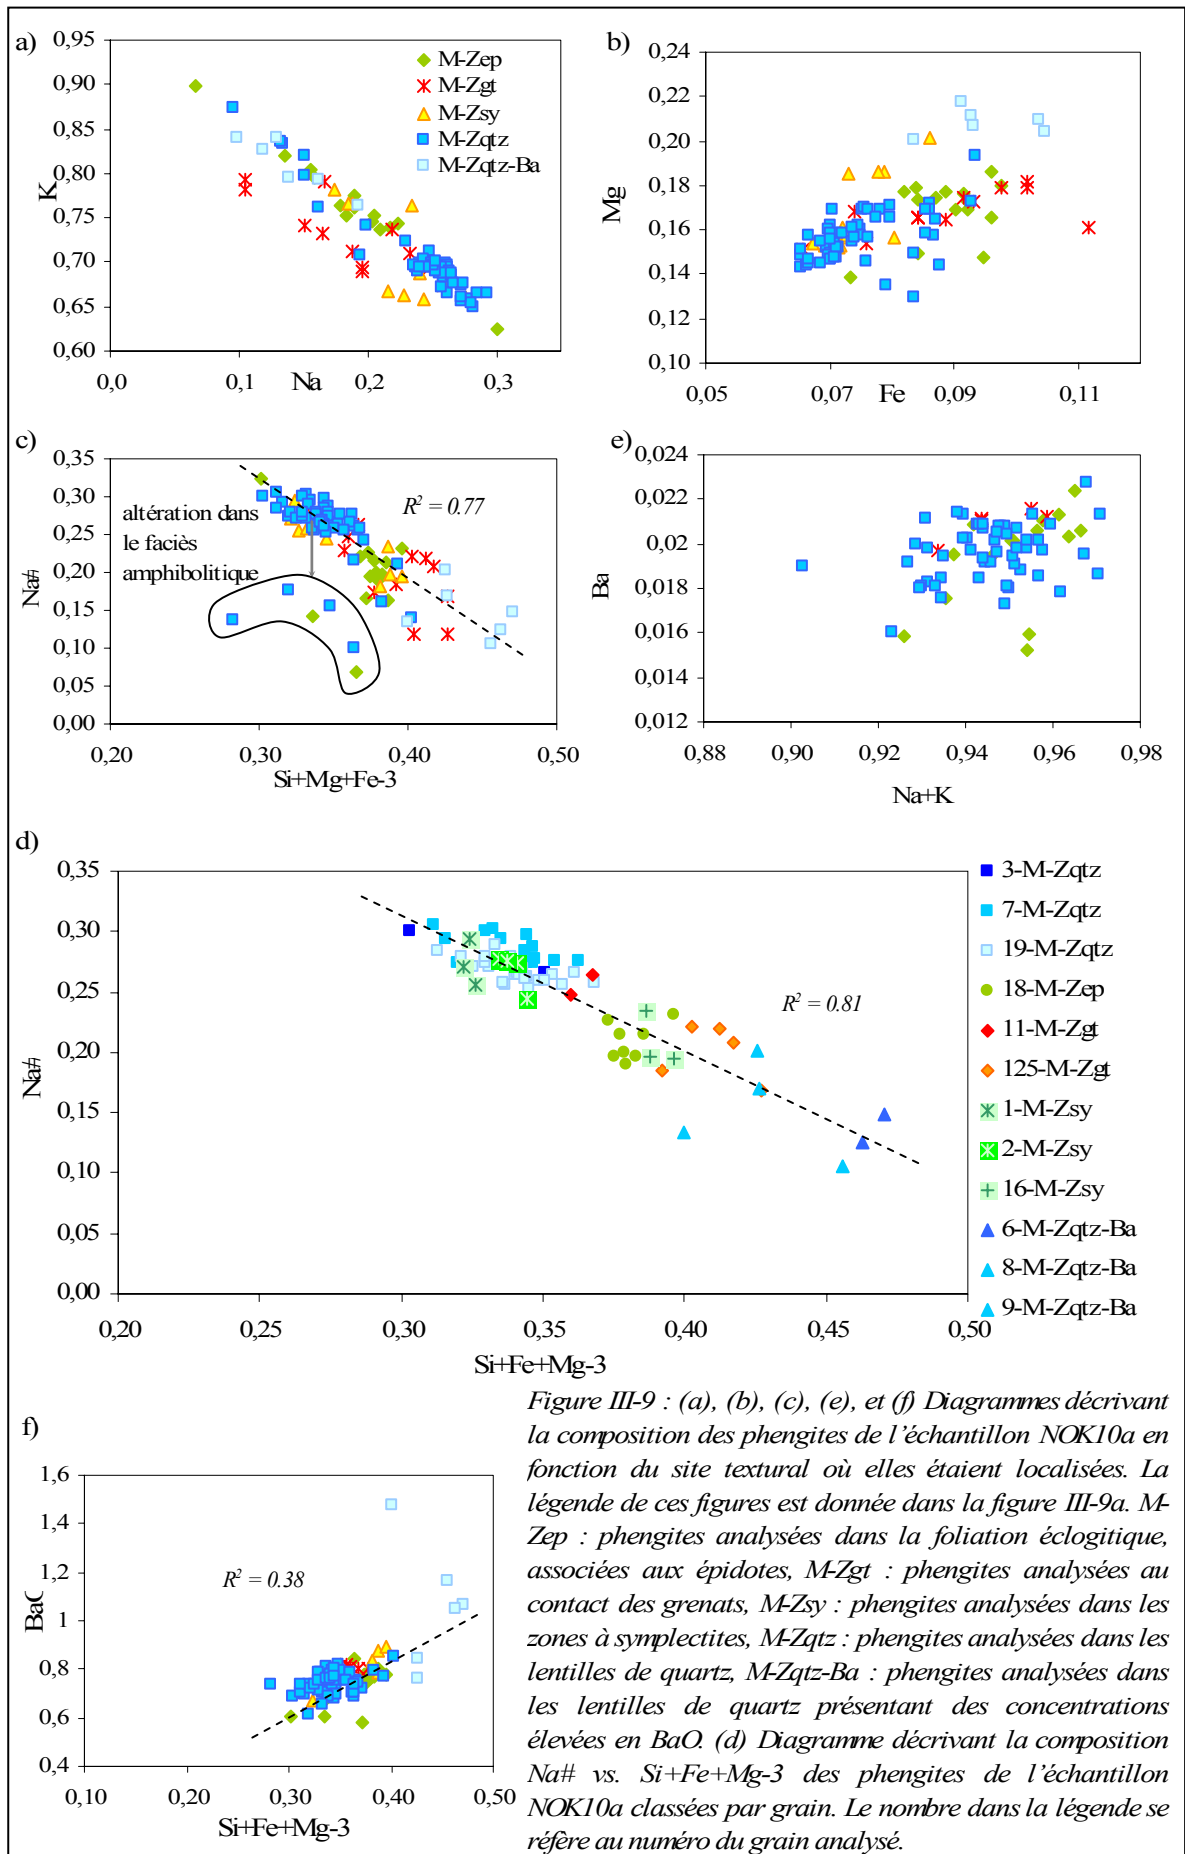 a)
0,95
0,90
0,85
0,80
0,75
0,70
0,65
0,60
K
0,0
0,1
0,2
0,3
Na
M-Zep
M-Zgt
M-Zsy
M-Zqtz
M-Zqtz-Ba
b)
0,24
0,22
0,20
0,18
0,16
0,14
0,12
0,10
Mg
0,05
0,07
0,09
0,11
Fe
c)
0,35
0,30
0,25
0,20
0,15
0,10
0,05
0,00
Na#
R² = 0.77
altération dans
le faciès
amphibolitique
0,20
0,30
0,40
0,50
Si+Mg+Fe-3
e)
0,024
0,022
0,020
0,018
0,016
0,014
0,012
Ba
0,88
0,90
0,92
0,94
0,96
0,98
Na+K
d)
0,35
0,30
0,25
0,20
0,15
0,10
0,05
0,00
Na#
R² = 0.81
0,20
0,25
0,30
0,35
0,40
0,45
0,50
Si+Fe+Mg-3
3-M-Zqtz
7-M-Zqtz
19-M-Zqtz
18-M-Zep
11-M-Zgt
125-M-Zgt
1-M-Zsy
2-M-Zsy
16-M-Zsy
6-M-Zqtz-Ba
8-M-Zqtz-Ba
9-M-Zqtz-Ba
f)
1,6
1,4
1,2
1
0,8
0,6
0,4
BaO
R² = 0.38
0,10
0,20
0,30
0,40
0,50
Si+Fe+Mg-3
Figure III-9 : (a), (b), (c), (e), et (f) Diagrammes décrivant
la composition des phengites de l'échantillon NOK10a en
fonction du site textural où elles étaient localisées. La
légende de ces figures est donnée dans la figure III-9a. M-
Zep : phengites analysées dans la foliation éclogitique,
associées aux épidotes, M-Zgt : phengites analysées au
contact des grenats, M-Zsy : phengites analysées dans les
zones à symplectites, M-Zqtz : phengites analysées dans les
lentilles de quartz, M-Zqtz-Ba : phengites analysées dans
les lentilles de quartz présentant des concentrations
élevées en BaO. (d) Diagramme décrivant la composition
Na# vs. Si+Fe+Mg-3 des phengites de l'échantillon
NOK10a classées par grain. Le nombre dans la légende se
réfère au numéro du grain analysé.